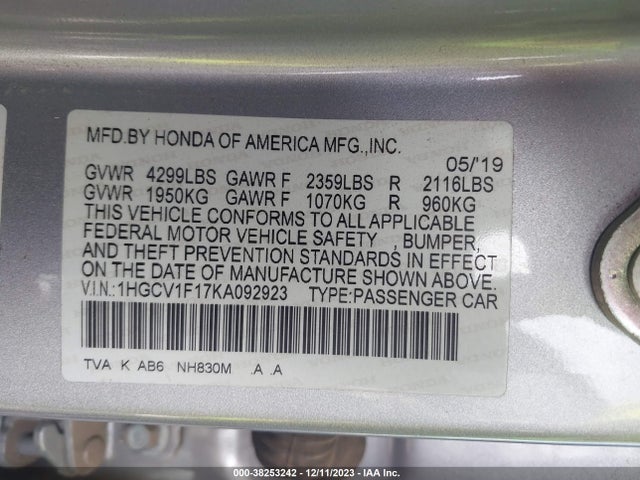 MFD.BY HONDA OF AMERICA MFG.,INC.
05/'19
GVWR 4299LBS GAWR F 2359LBS R 2116LBS
GVWR 1950KG GAWR F 1070KG R 960KG
THIS VEHICLE CONFORMS TO ALL APPLICABLE
FEDERAL MOTOR VEHICLE SAFETY , BUMPER,
AND THEFT PREVENTION STANDARDS IN EFFECT
ON THE DATE OF MANUFACTURE SHOWN ABOVE.
VIN:1HGCV1F17KA092923 TYPE:PASSENGER CAR
TVA K AB6 NH830M .A .A
000-38253242 - 12/11/2023 - IAA Inc.